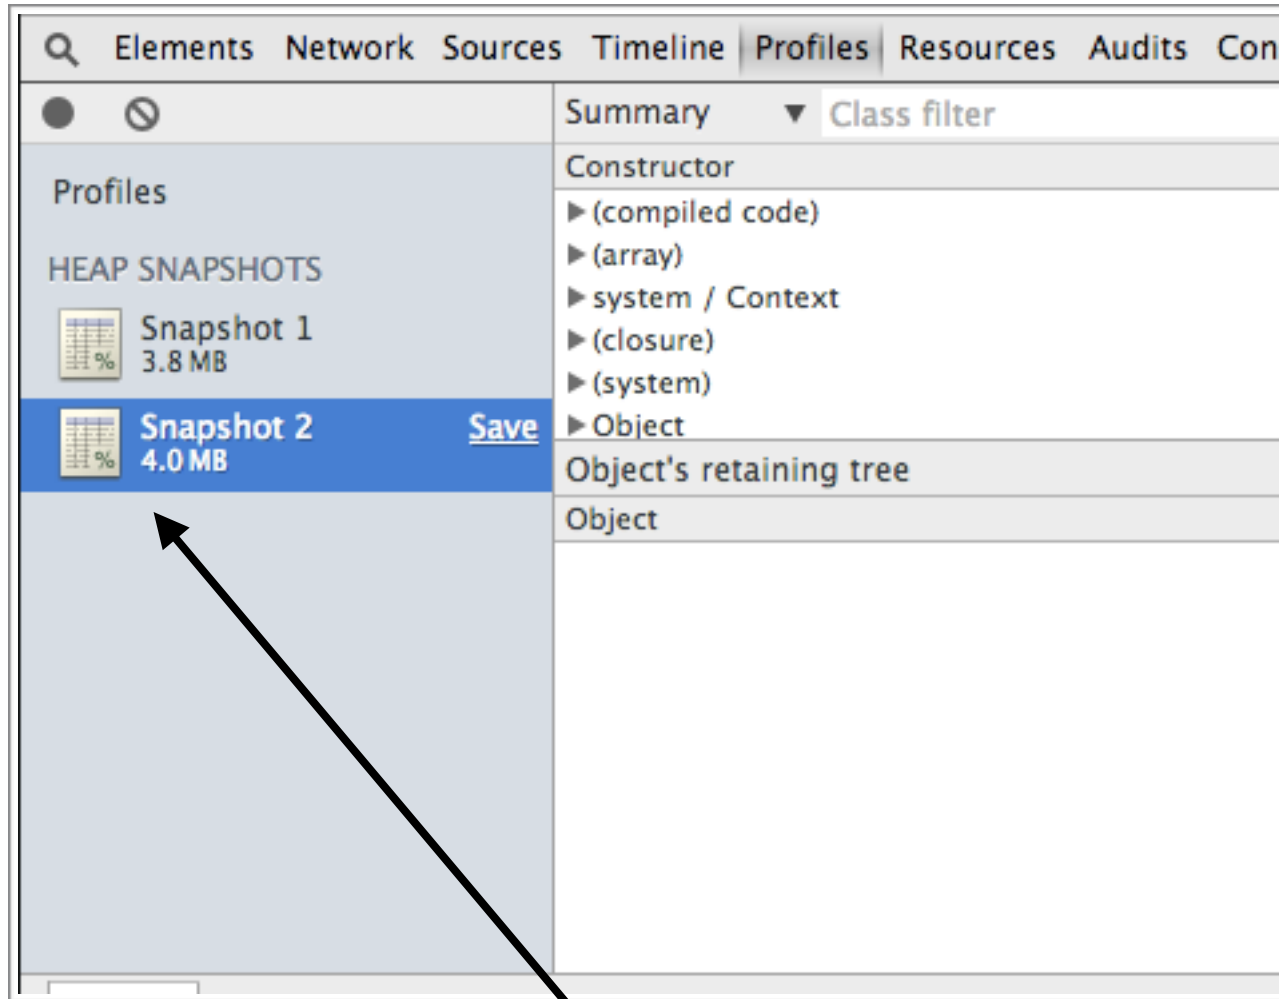 Elements Network Sources Timeline Profiles Resources Audits Con
Summary ▼ Class filter
Profiles
HEAP SNAPSHOTS
Snapshot 1
3.8 MB
Snapshot 2 Save
4.0 MB
Constructor
(compiled code)
(array)
system / Context
(closure)
(system)
Object
Object's retaining tree
Object